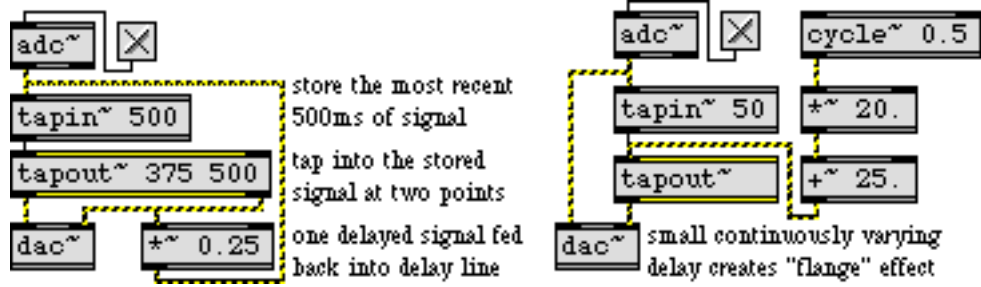 adc~
tapin~ 500
tapout~ 375 500
dac~
*~ 0.25
store the most recent
500ms of signal
tap into the stored
signal at two points
one delayed signal fed
back into delay line
adc~
cycle~ 0.5
tapin~ 50
*~ 20.
tapout~
+~ 25.
dac~
small continuously varying
delay creates "flange" effect